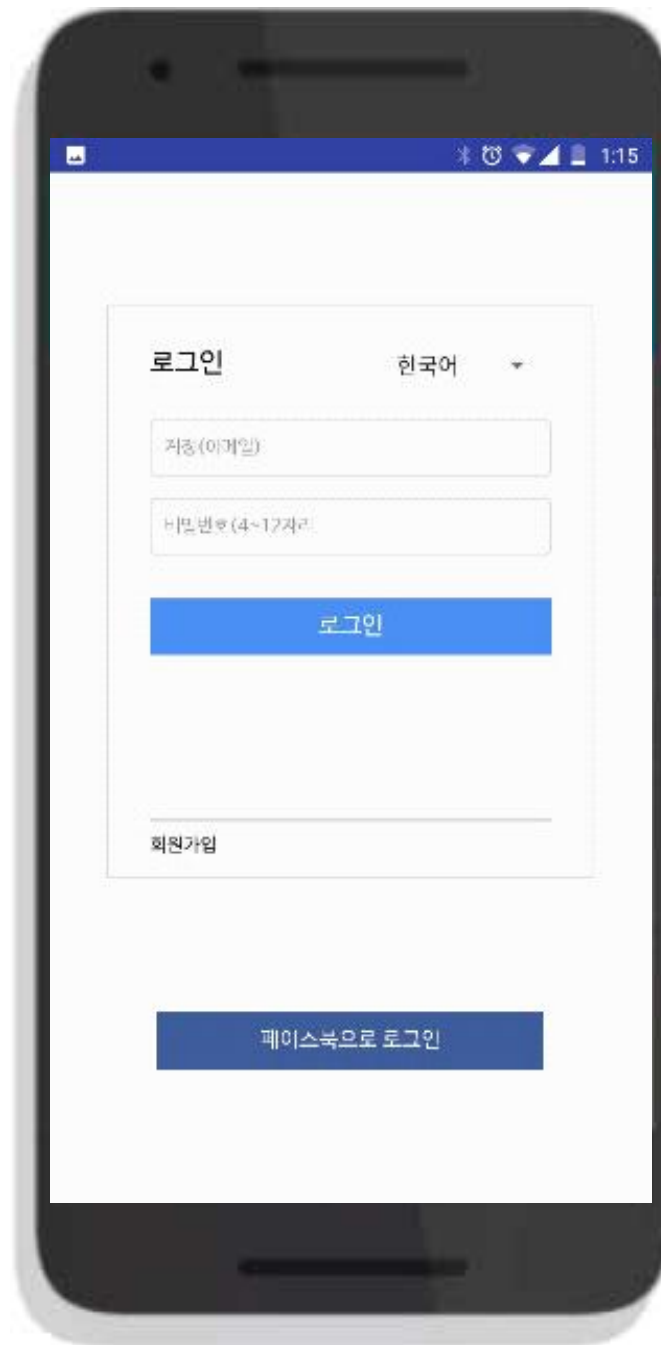 1:15
로그인 한국어
계정(이메일)
비밀번호(4~12자리
로그인
회원가입
페이스북으로 로그인